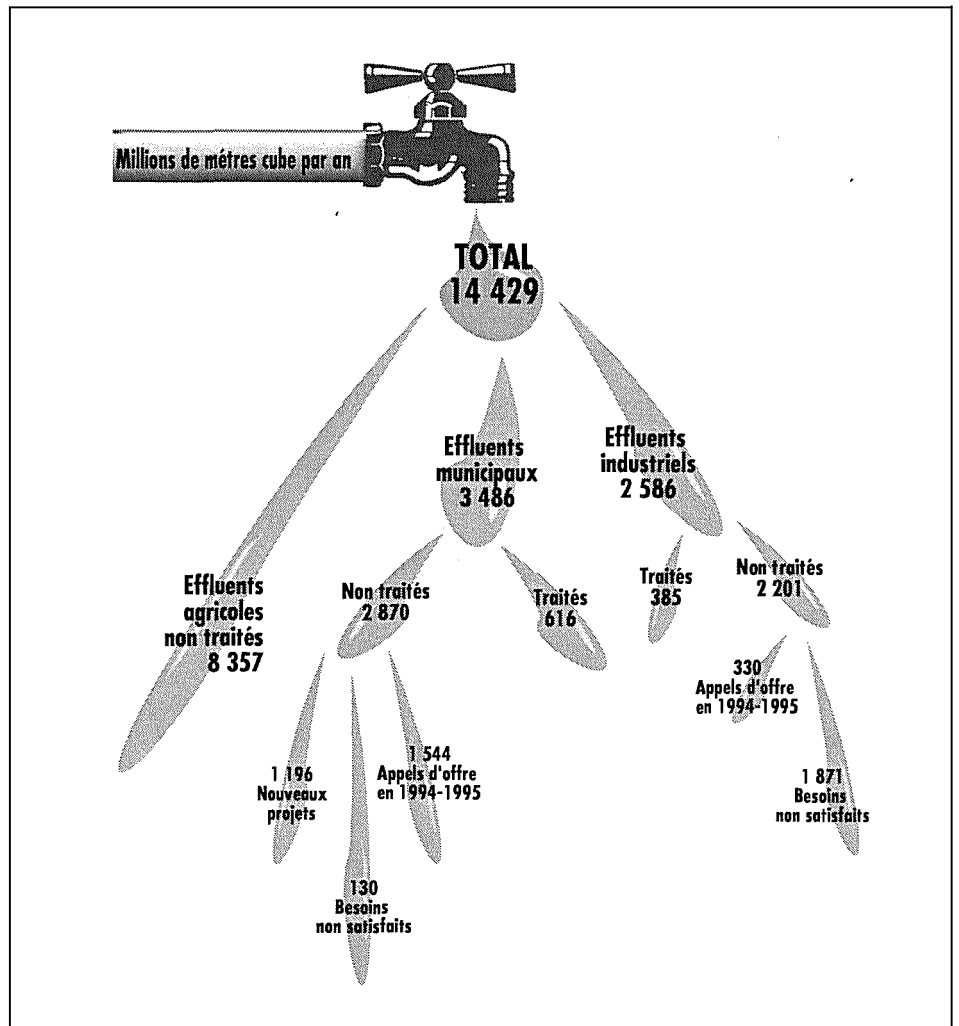 Millions de métres cube par an
TOTAL
14 429
Effluents
municipaux
3 486
Effluents
industriels
2 586
Effluents
agricoles
non traités
8 357
Non traités
2 870
Traités
616
Traités
385
Non traités
2 201
330
Appels d'offre
en 1994-1995
1 544
Appels d'offre
en 1994-1995
1 196
Nouveaux
projets
1 871
Besoins
non satisfaits
130
Besoins
non satisfaits